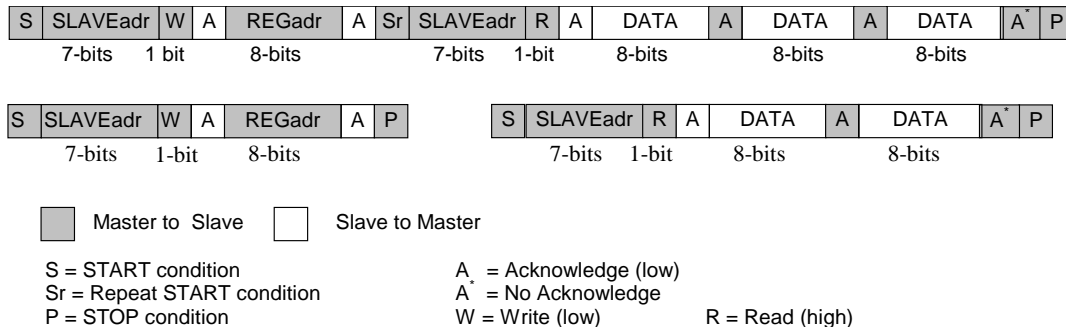 S SLAVEadr W A REGadr A Sr SLAVEadr R A DATA A DATA A DATA A* P
7-bits 1 bit 8-bits 7-bits 1-bit 8-bits 8-bits 8-bits
S SLAVEadr W A REGadr A P S SLAVEadr R A DATA A DATA A* P
7-bits 1-bit 8-bits 7-bits 1-bit 8-bits 8-bits
Master to Slave Slave to Master
S = START condition A = Acknowledge (low)
Sr = Repeat START condition A* = No Acknowledge
P = STOP condition W = Write (low) R = Read (high)